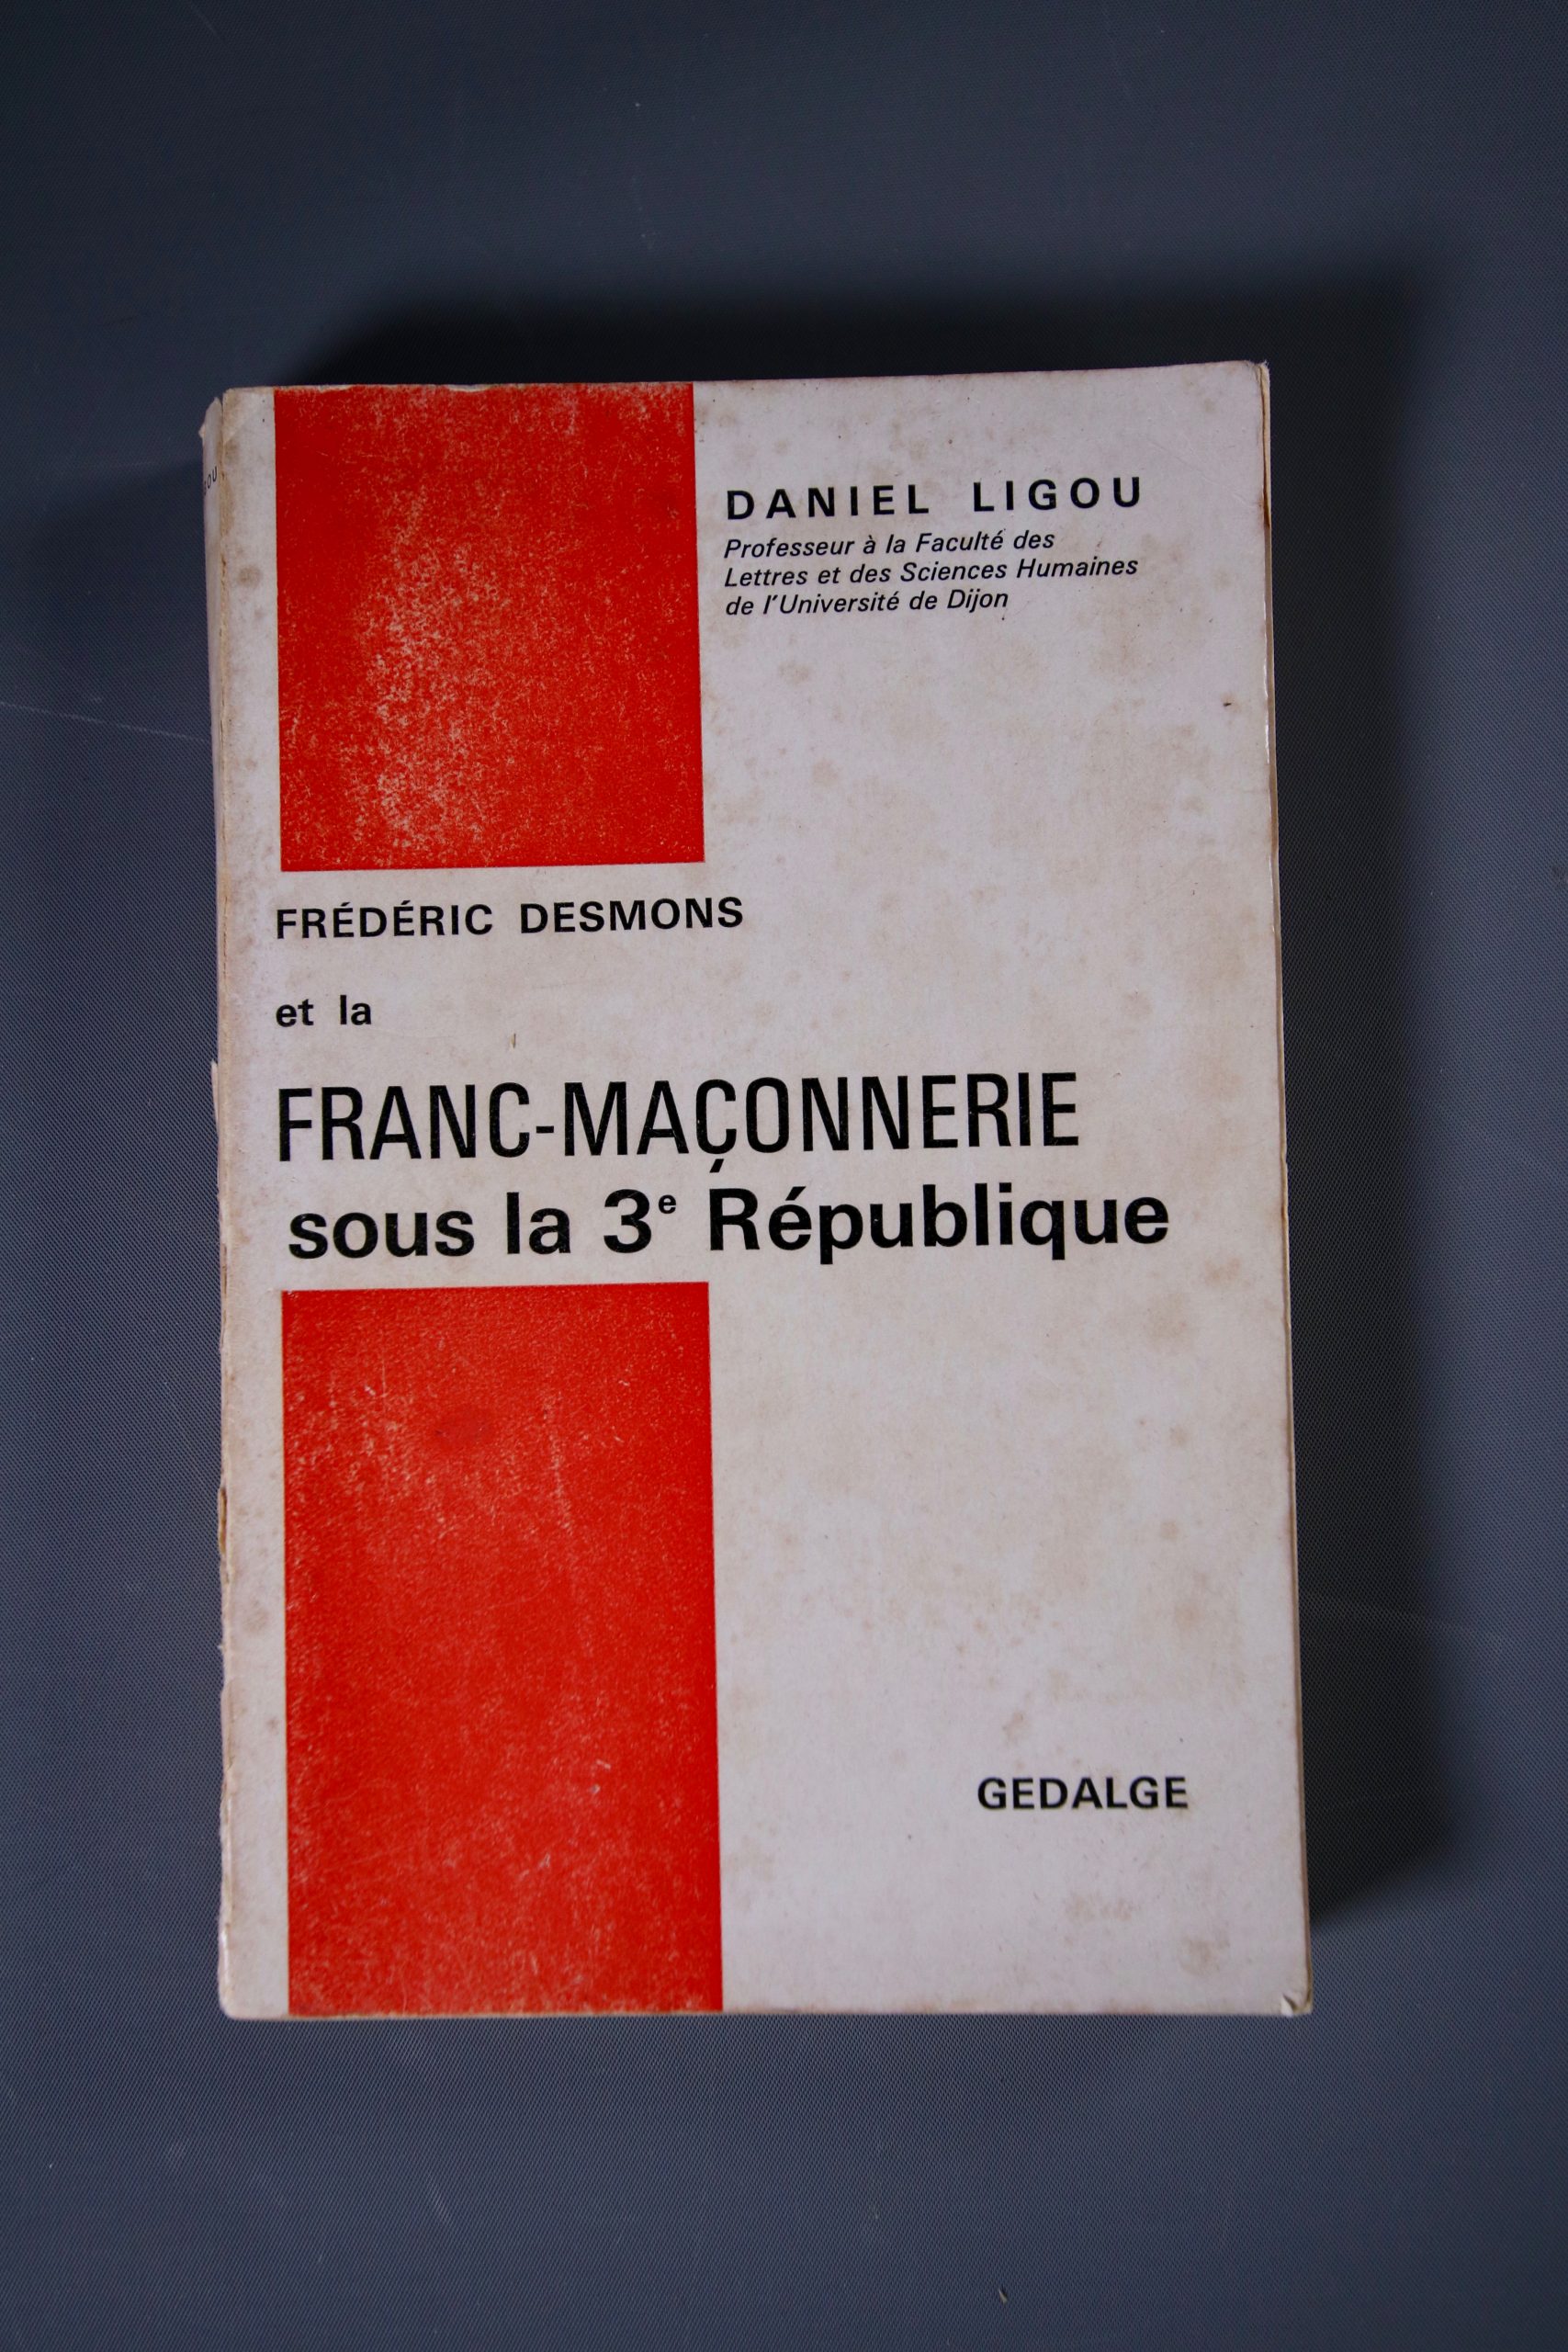 DANIEL LIGOU
Professeur à la Faculté des
Lettres et des Sciences Humaines
de l'Université de Dijon
FRÉDÉRIC DESMONS
et la
FRANC-MAÇONNERIE
sous la 3e République
GEDALGE